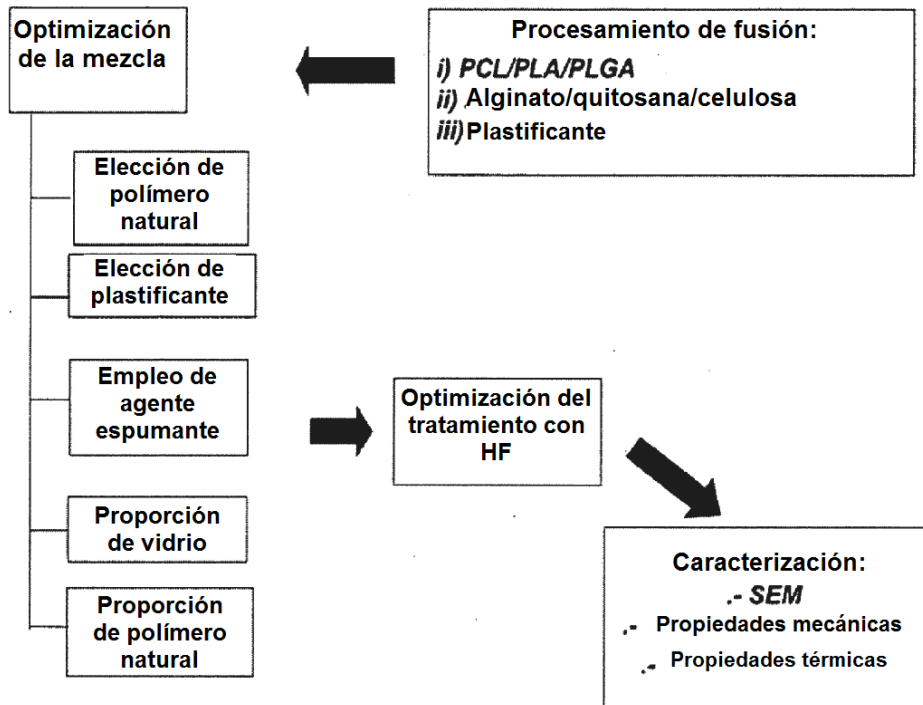 Optimización
de la mezcla
Procesamiento de fusión:
i) PCL/PLA/PLGA
ii) Alginato/quitosana/celulosa
iii) Plastificante
Elección de
polímero
natural
Elección de
plastificante
Empleo de
agente
espumante
Optimización del
tratamiento con
HF
Proporción
de vidrio
Proporción
de polímero
natural
Caracterización:
.- SEM
.- Propiedades mecánicas
.- Propiedades térmicas